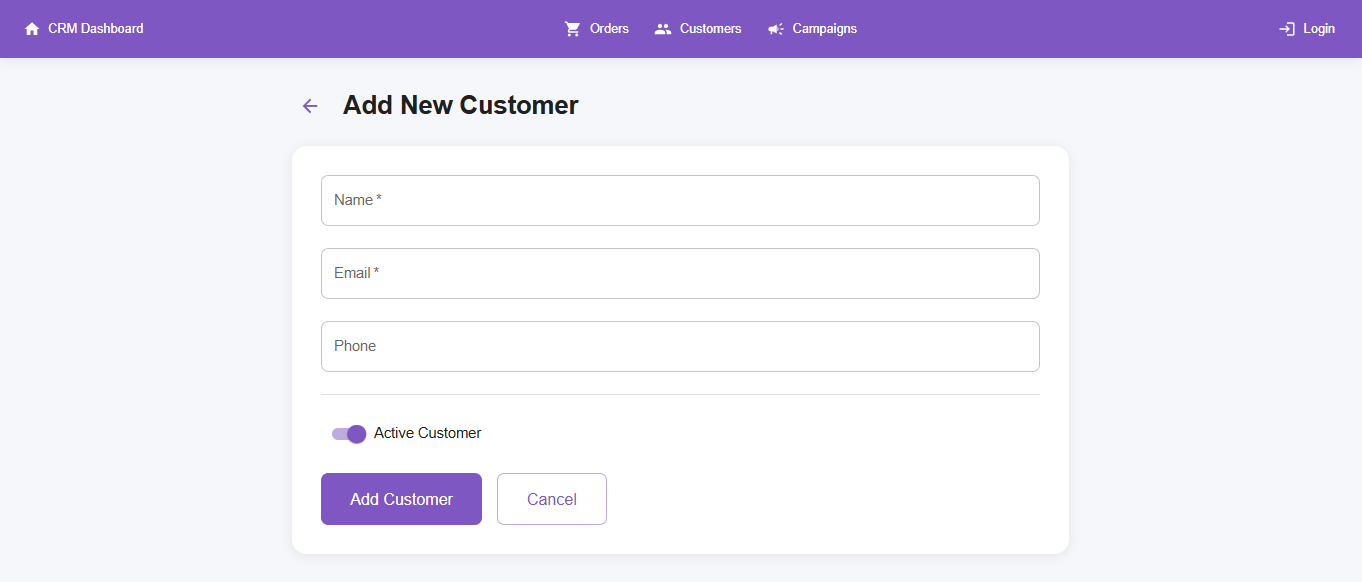 CRM Dashboard Orders Customers Campaigns Login
Add New Customer
Name *
Email *
Phone
Active Customer
Add Customer Cancel